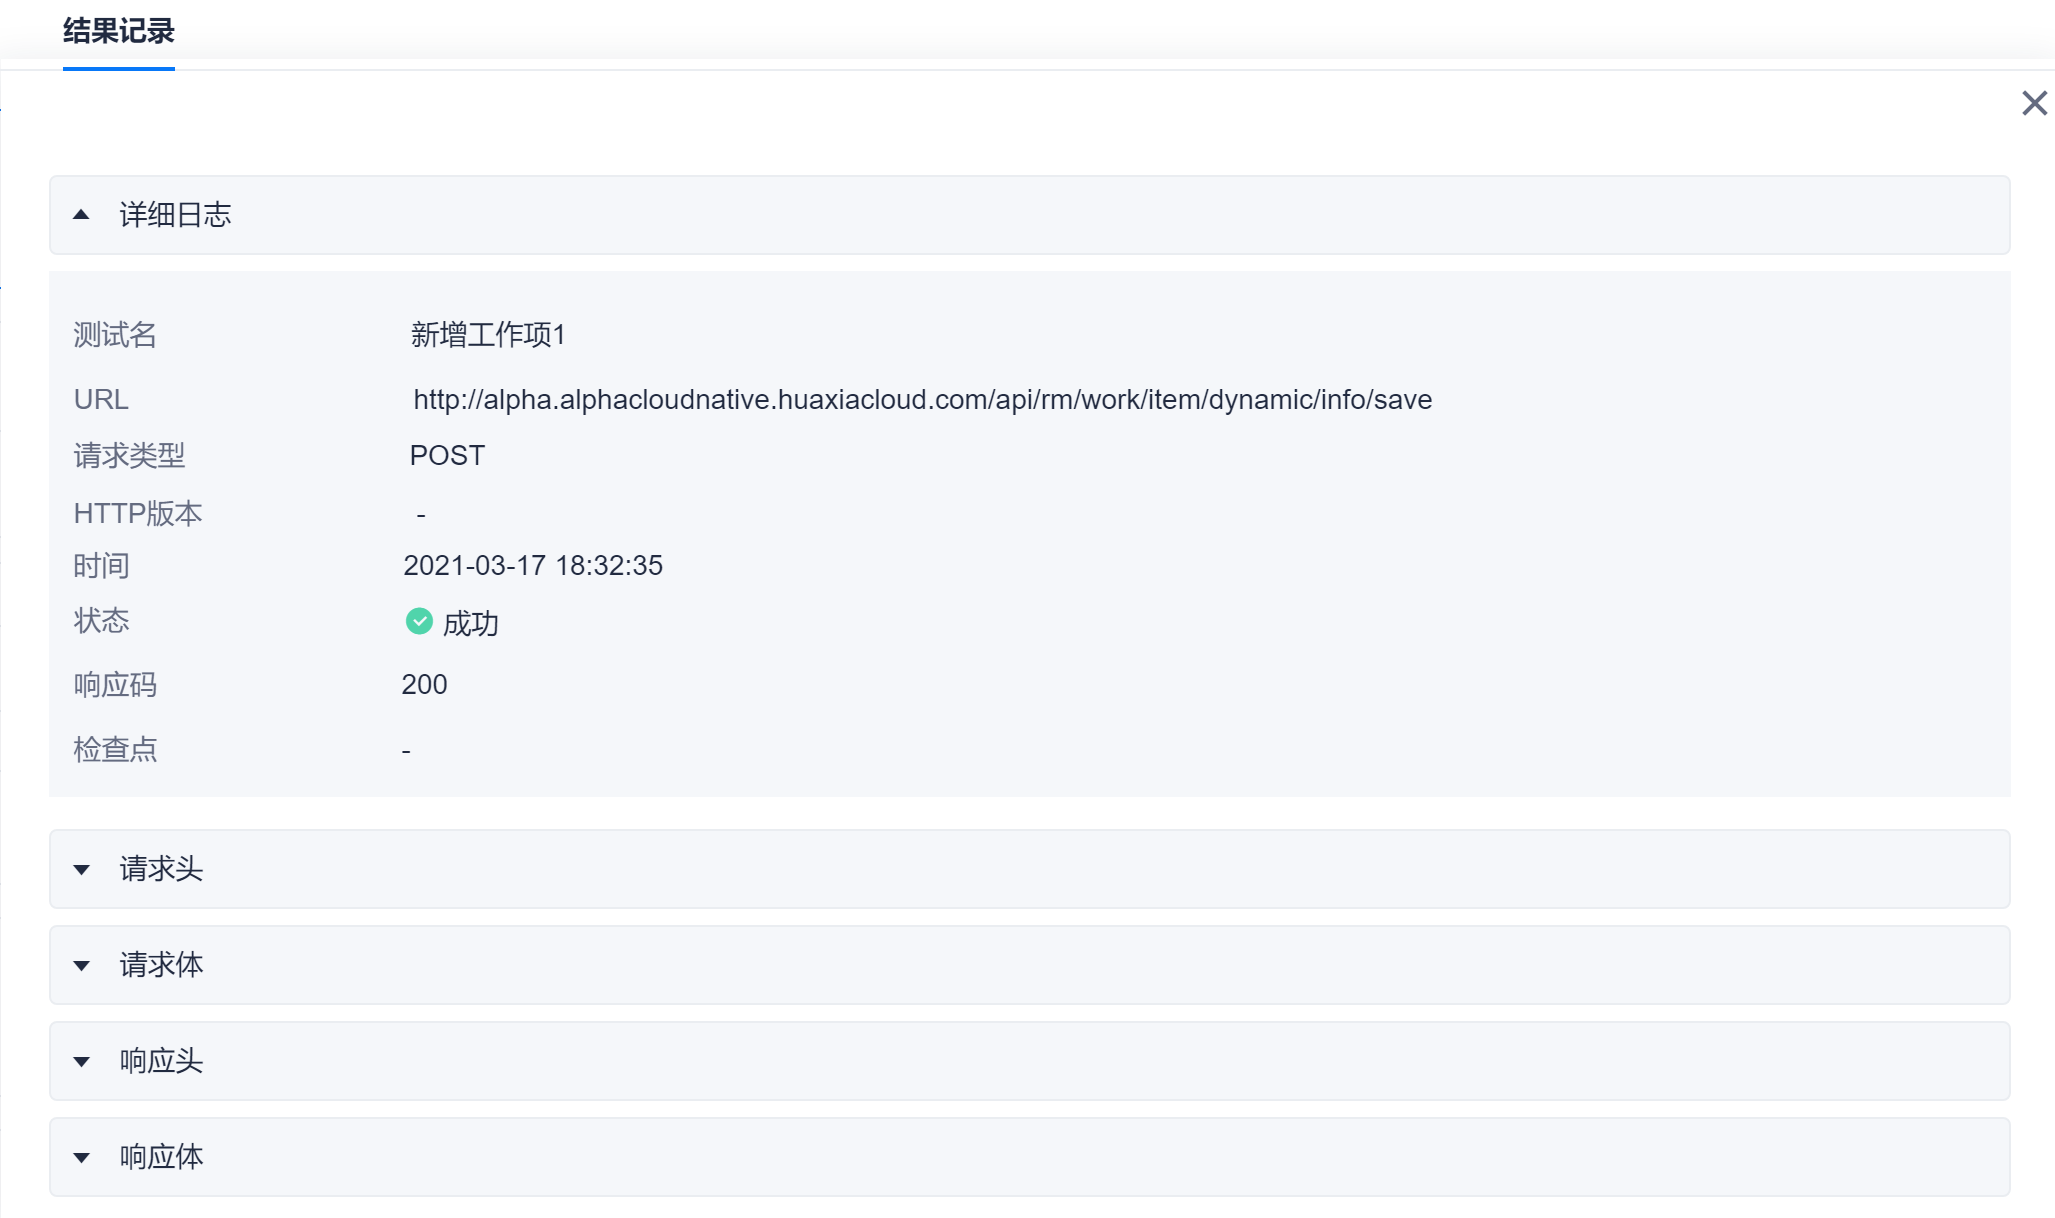 结果记录
详细日志
测试名 新增工作项1
URL http://alpha.alphacloudnative.huaxiacloud.com/api/rm/work/item/dynamic/info/save
请求类型 POST
HTTP版本 -
时间 2021-03-17 18:32:35
状态 成功
响应码 200
检查点 -
请求头
请求体
响应头
响应体